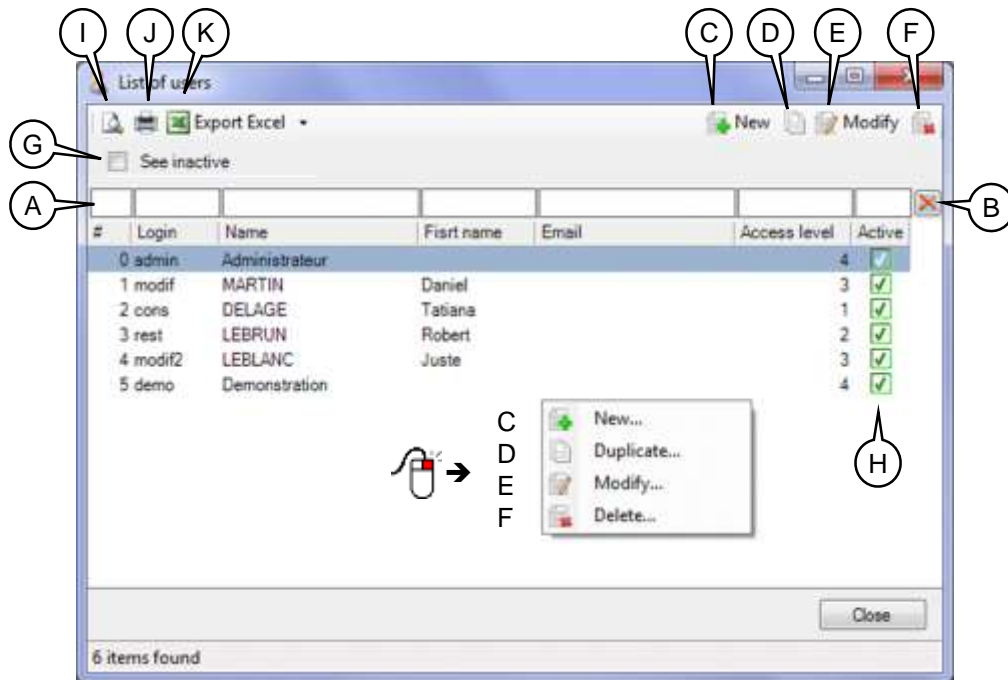 I J K C D E F
List of users
Export Excel New Modify
G See inactive
A B
# Login Name Fisrt name Email Access level Active
0 admin Administrateur 4
1 modif MARTIN Daniel 3
2 cons DELAGE Tatiana 1
3 rest LEBRUN Robert 2
4 modif2 LEBLANC Juste 3
5 demo Demonstration 4
C New...
D Duplicate...
H
E Modify...
F Delete...
Close
6 items found